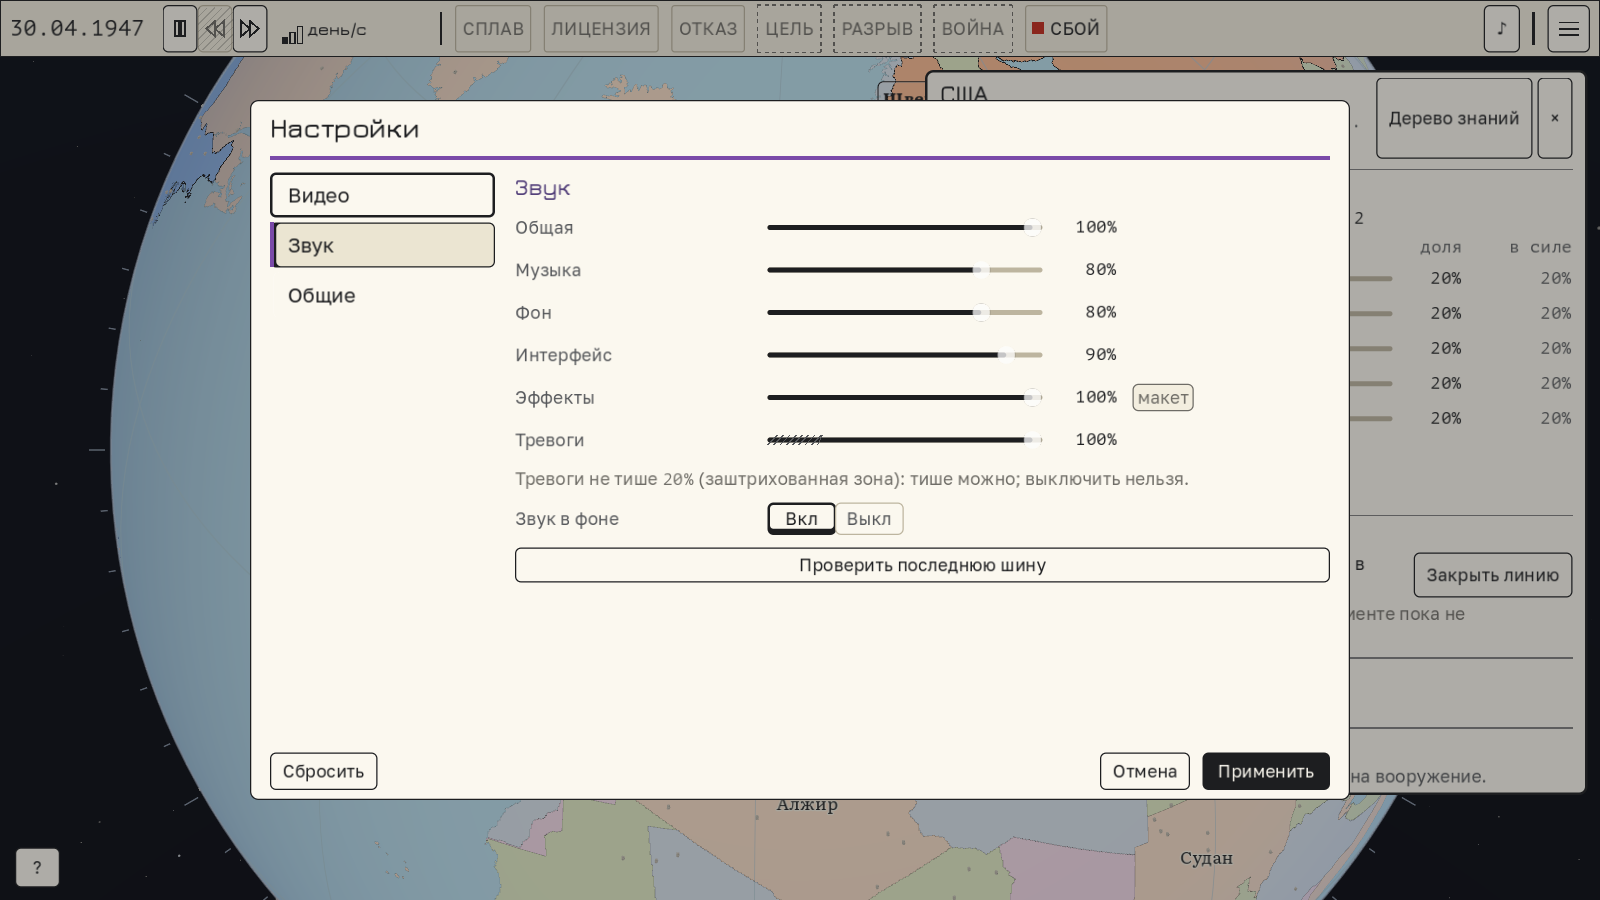 30.04.1947 день/с СПЛАВ ЛИЦЕНЗИЯ ОТКАЗ ЦЕЛЬ РАЗРЫВ ВОЙНА СБОЙ ♪
США
Дерево знаний ×
Настройки
Видео
Звук
Общие
Звук
Общая 100%
Музыка 80%
Фон 80%
Интерфейс 90%
Эффекты 100% макет
Тревоги 100%
Тревоги не тише 20% (заштрихованная зона): тише можно; выключить нельзя.
Звук в фоне Вкл Выкл
Проверить последнюю шину
Сбросить Отмена Применить
2
доля в силе
20% 20%
20% 20%
20% 20%
20% 20%
20% 20%
в
Закрыть линию
пока не
на вооружение.
Алжир
Судан
?